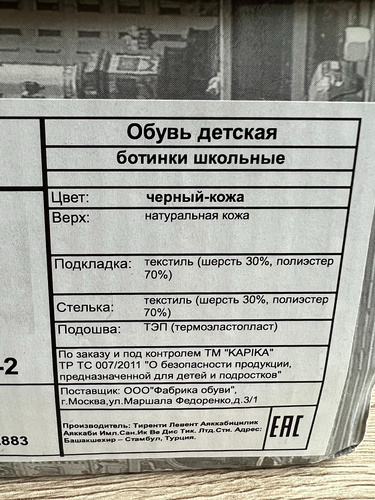 Обувь детская
ботинки школьные
Цвет: черный-кожа
Верх: натуральная кожа
Подкладка: текстиль (шерсть 30%, полиэстер
70%)
Стелька: текстиль (шерсть 30%, полиэстер
70%)
Подошва: ТЭП (термоэластопласт)
-2
По заказу и под контролем ТМ "KAPIKA"
ТР ТС 007/2011 "О безопасности продукции,
предназначенной для детей и подростков"
Поставщик: ООО"Фабрика обуви",
г.Москва,ул.Маршала Федоренко,д.3/1
.883
Производитель: Тиренти Левент Аяккабицилик
Аяккаби Имл.Сан.Ик Ве Дис Тик. Лтд.Сти. Адрес:
Башакшехир – Стамбул, Турция.
EAC